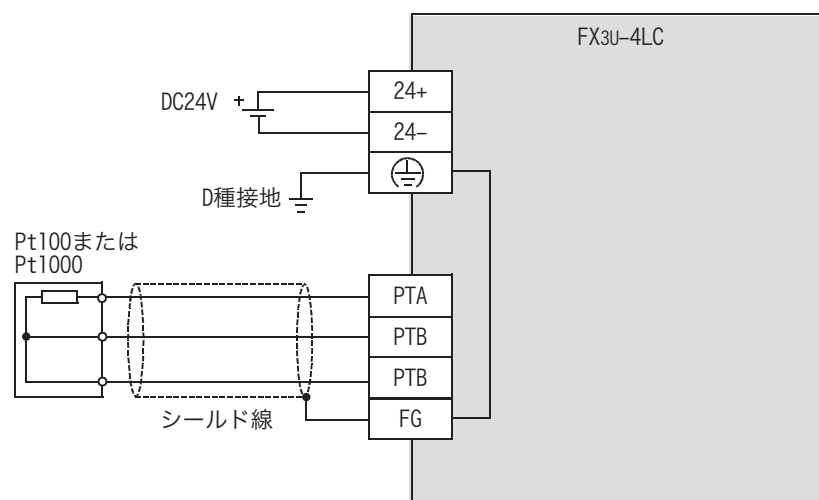 FX3U-4LC
DC24V
+
24+
24-
D種接地
Pt100または
Pt1000
PTA
PTB
PTB
シールド線
FG